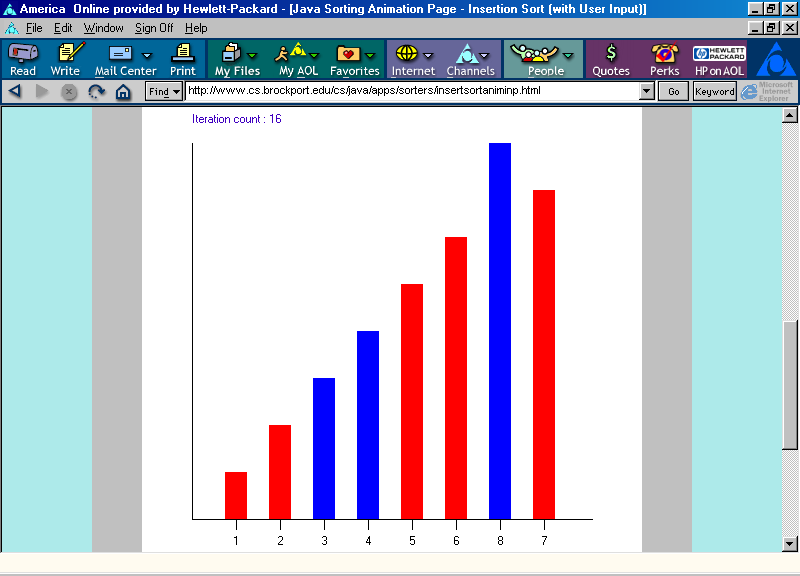 America Online provided by Hewlett-Packard - [Java Sorting Animation Page - Insertion Sort (with User Input)]
File Edit Window Sign Off Help
Read Write Mail Center Print My Files My AOL Favorites Internet Channels People Quotes Perks HP on AOL
HEWLETT PACKARD
Find http://wwww.cs.brockport.edu/cs/java/apps/sorters/insertsortaniminp.html Go Keyword Microsoft Internet Explorer
Iteration count : 16
1 2 3 4 5 6 8 7